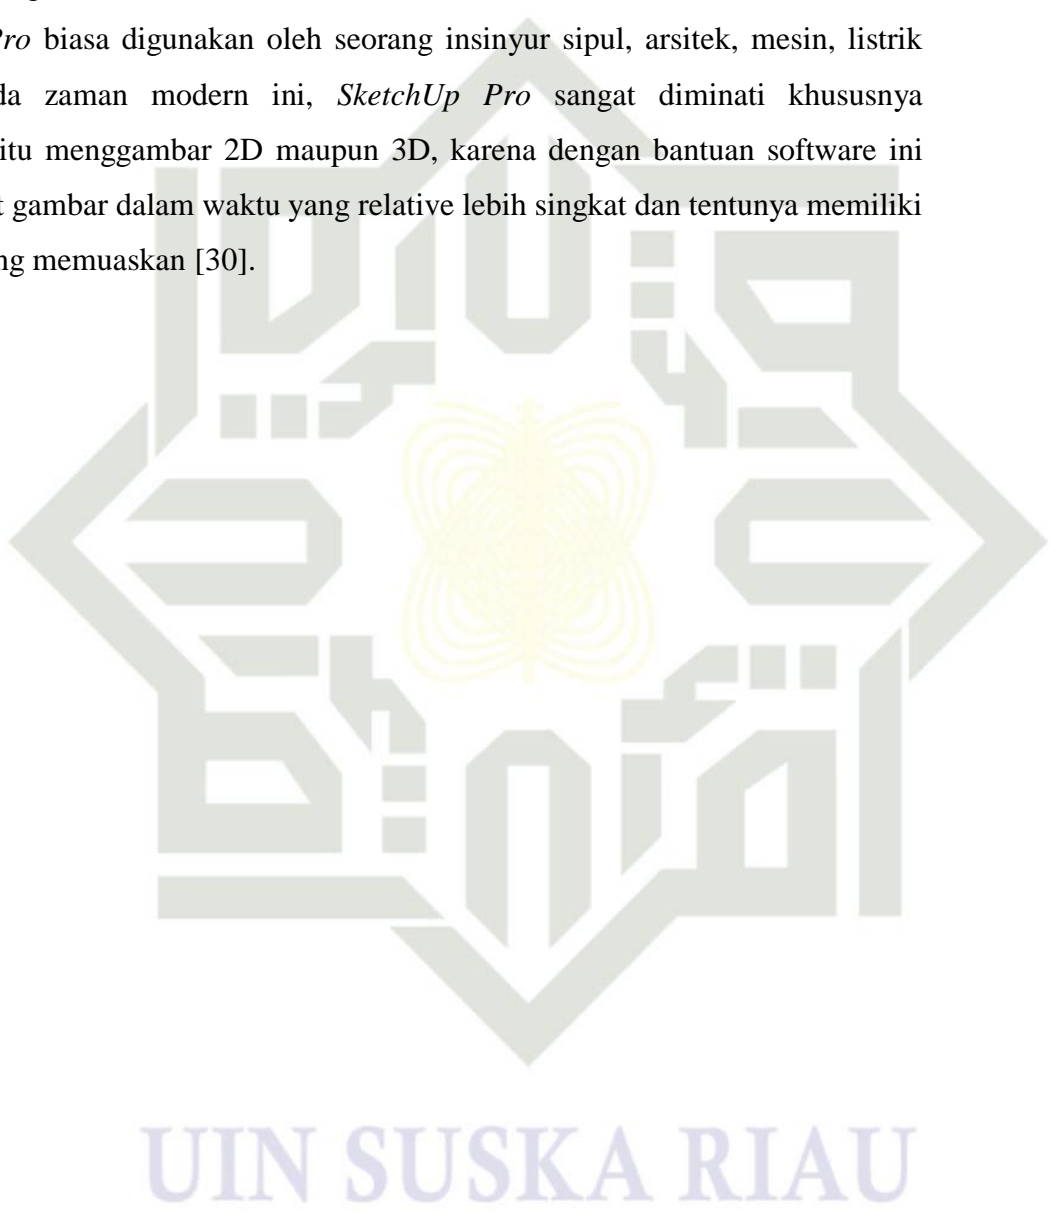 Pro biasa digunakan oleh seorang insinyur sipul, arsitek, mesin, listrik
da zaman modern ini, SketchUp Pro sangat diminati khususnya
itu menggambar 2D maupun 3D, karena dengan bantuan software ini
t gambar dalam waktu yang relative lebih singkat dan tentunya memiliki
ng memuaskan [30].
UIN SUSKA RIAU